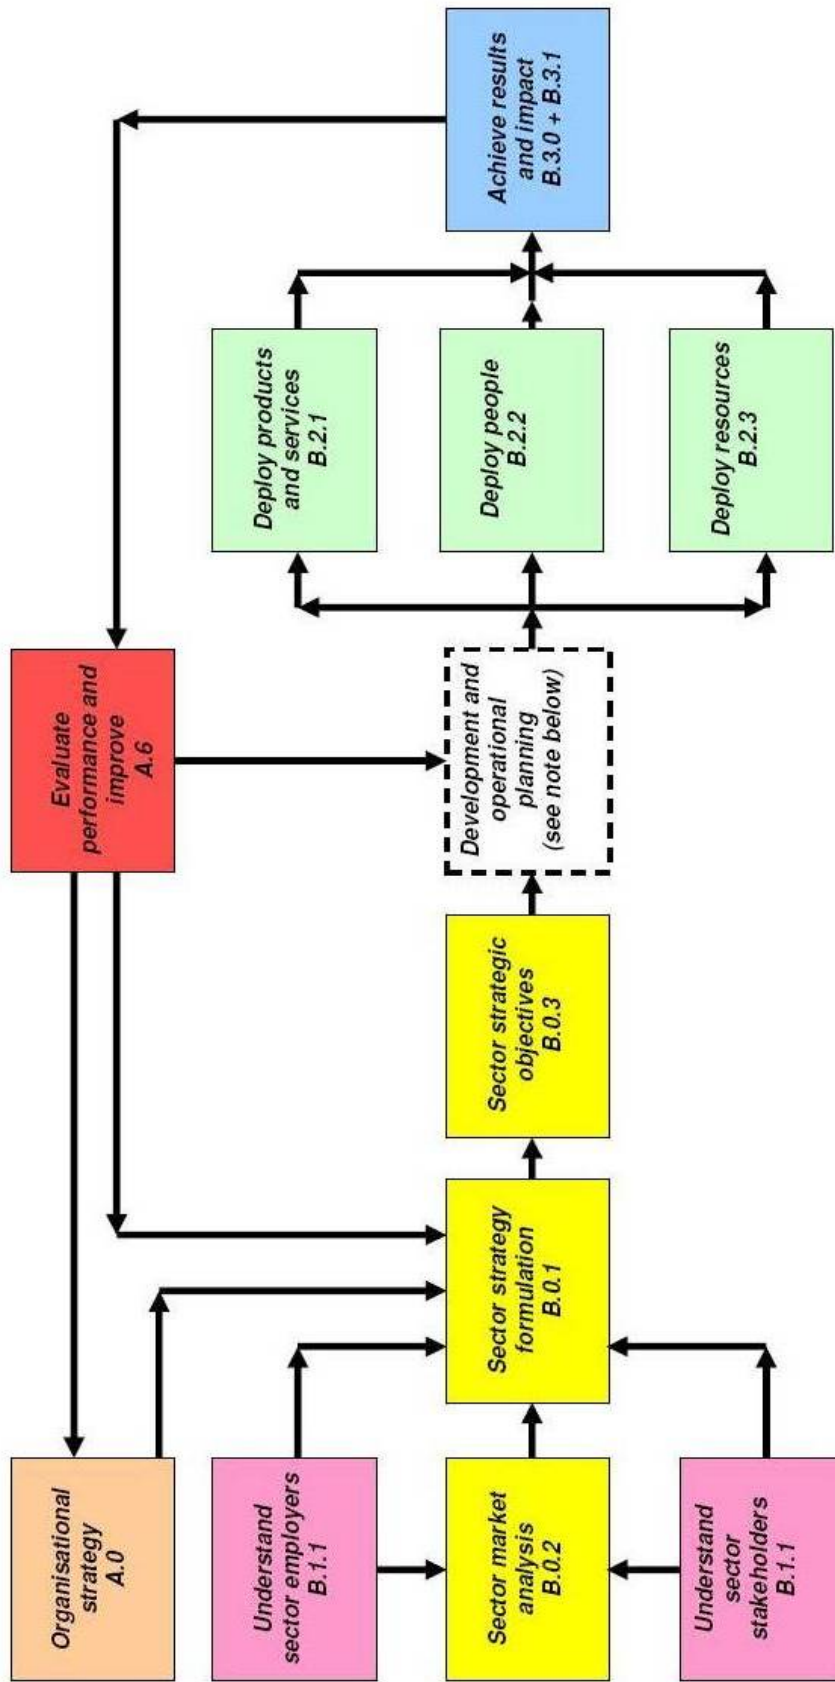 Organisational
strategy
A.0
Evaluate
performance and
improve
A.6
Understand
sector employers
B.1.1
Deploy products
and services
B.2.1
Sector market
analysis
B.0.2
Sector strategy
formulation
B.0.1
Sector strategic
objectives
B.0.3
Development and
operational
planning
(see note below)
Deploy people
B.2.2
Achieve results
and impact
B.3.0 + B.3.1
Understand
sector
stakeholders
B.1.1
Deploy resources
B.2.3